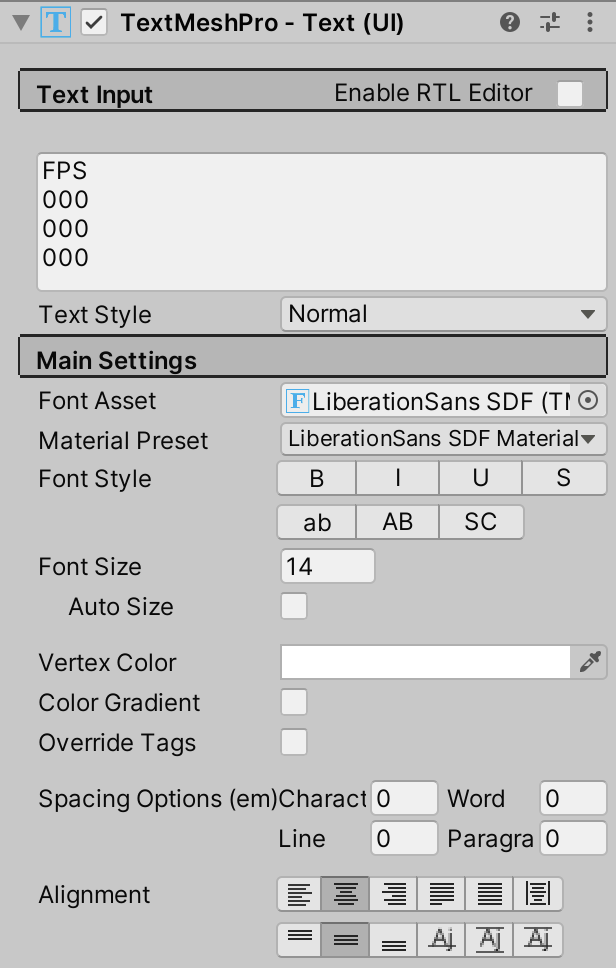 TextMeshPro - Text (UI)
Text Input Enable RTL Editor
FPS
000
000
000
Text Style Normal
Main Settings
Font Asset F LiberationSans SDF (TM
Material Preset LiberationSans SDF Material
Font Style B I U S
ab AB SC
Font Size 14
Auto Size
Vertex Color
Color Gradient
Override Tags
Spacing Options (em) Charact 0 Word 0
Line 0 Paragra 0
Alignment